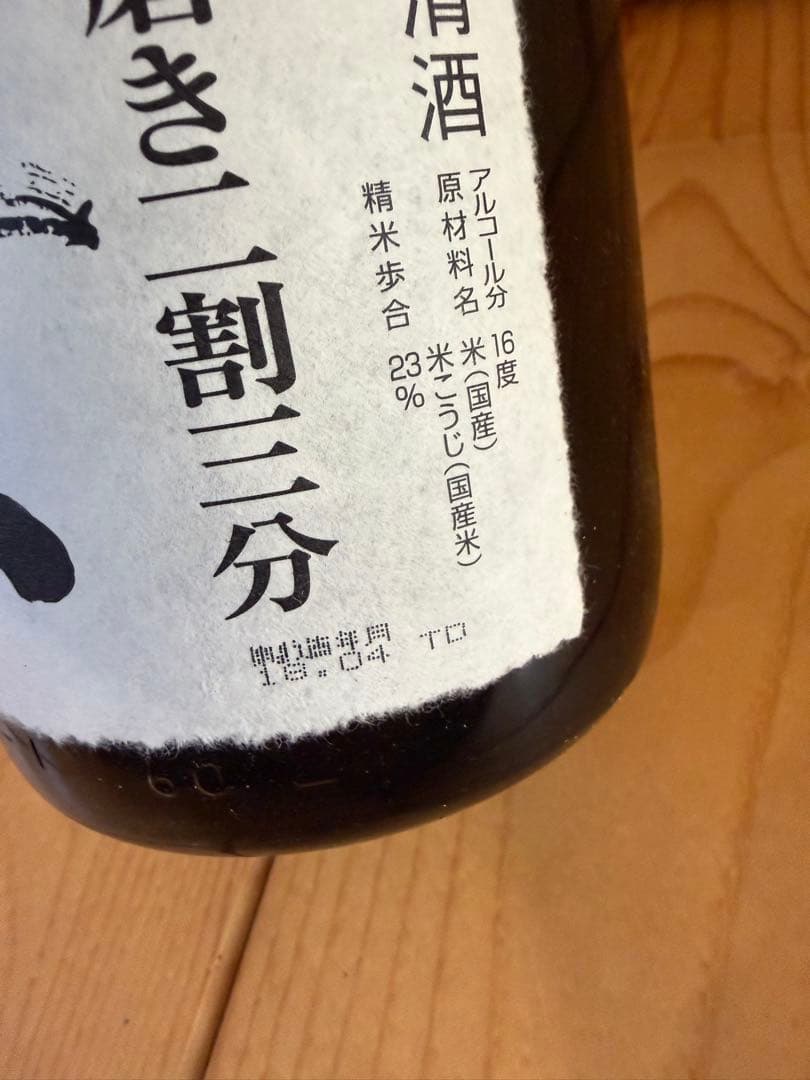 清酒
アルコール分 16度
原材料名 米(国産)
米こうじ(国産米)
精米歩合 23%
磨き二割三分
製造年月
18.04 TD
60